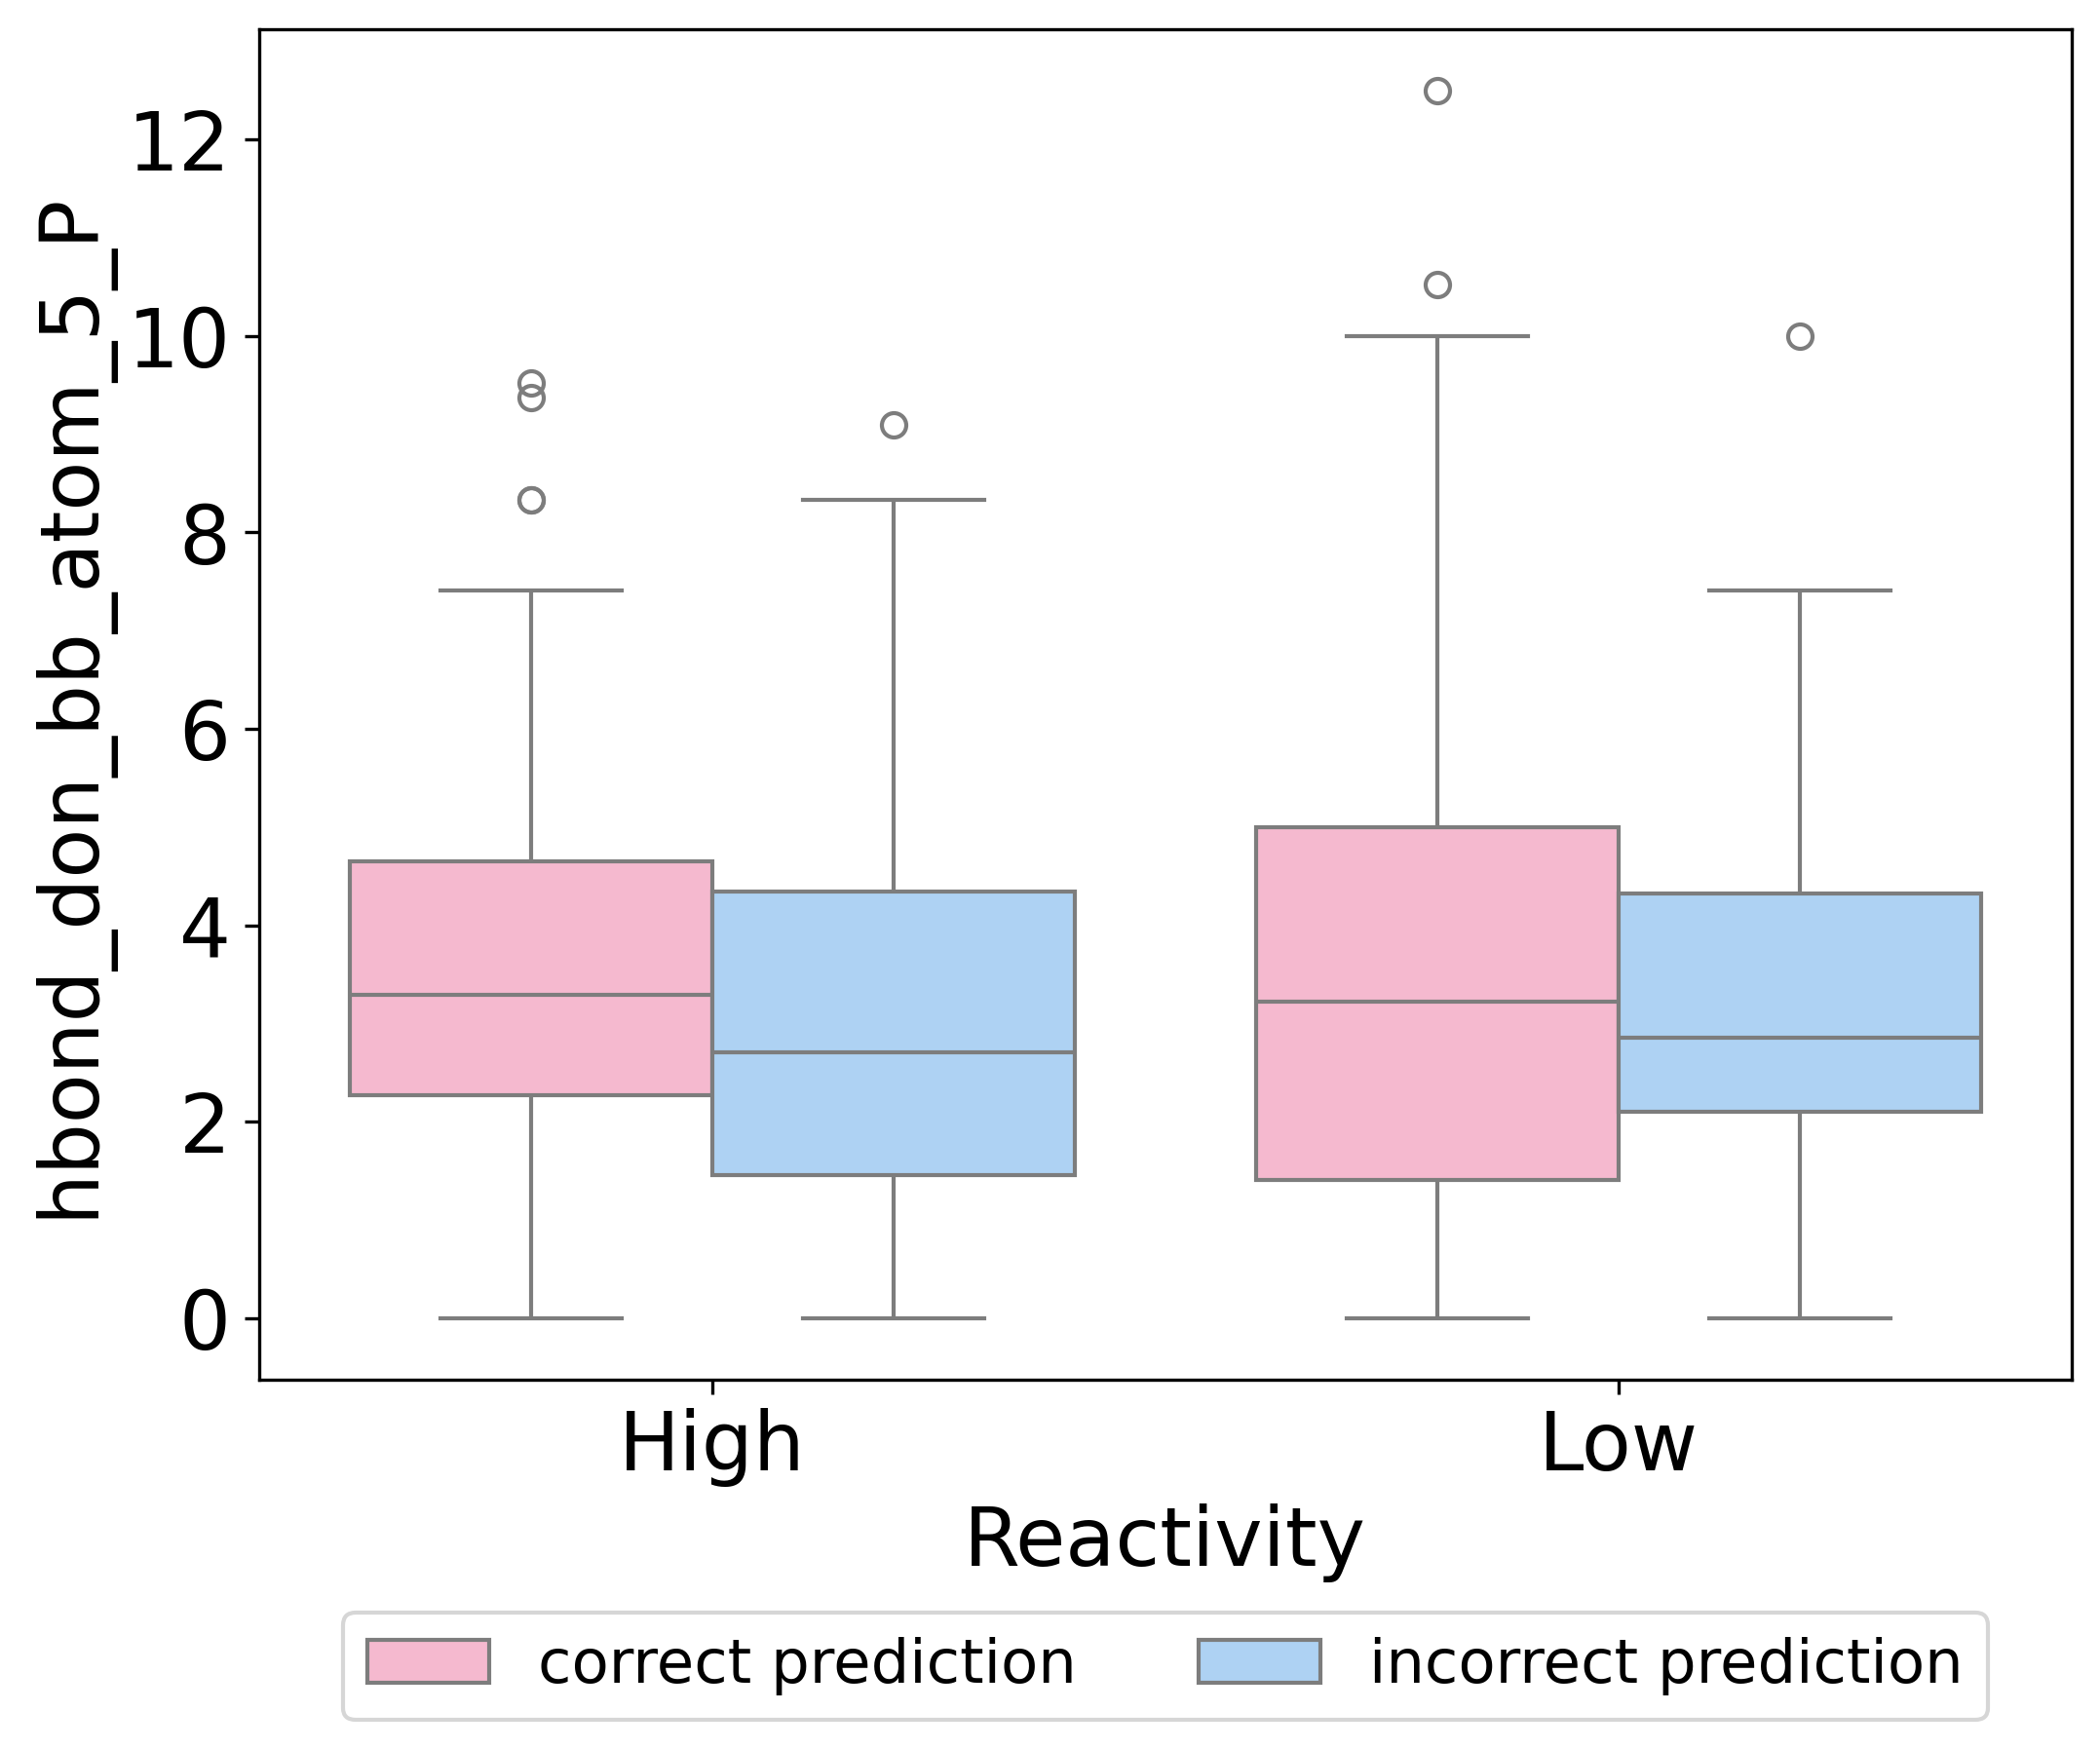 hbond_don_bb_atom_5_P
12
10
8
6
4
2
0
High
Low
Reactivity
correct prediction
incorrect prediction